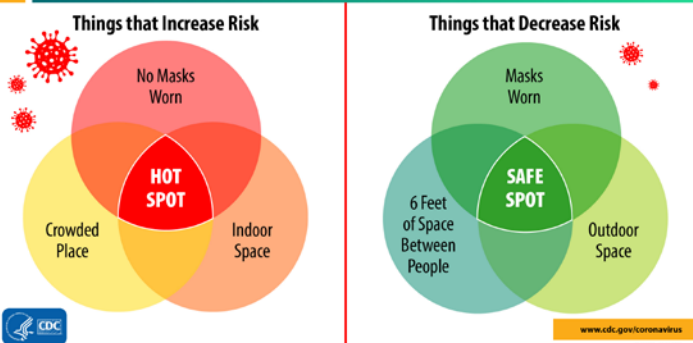 Things that Increase Risk
No Masks
Worn
HOT
SPOT
Crowded
Place
Indoor
Space
CDC
Things that Decrease Risk
Masks
Worn
SAFE
SPOT
6 Feet
of Space
Between
People
Outdoor
Space
www.cdc.gov/coronavirus